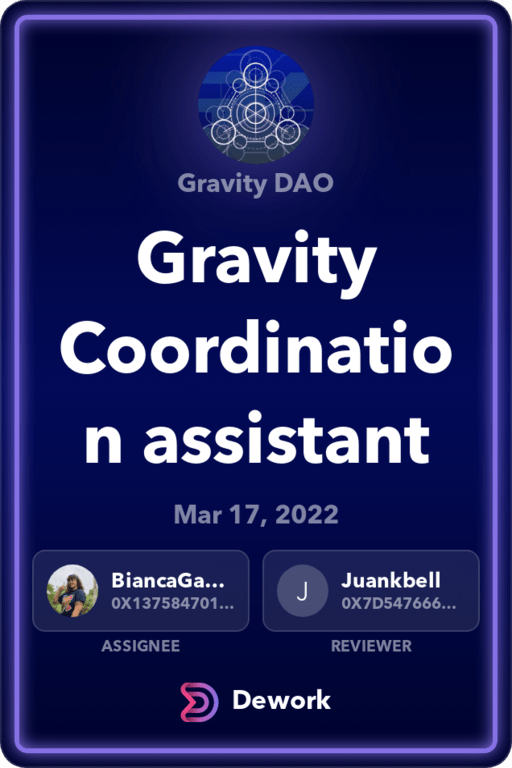 Gravity DAO
Gravity
Coordinatio
n assistant
Mar 17, 2022
BiancaGa...
0X137584701...
ASSIGNEE
J
Juankbell
0X7D547666...
REVIEWER
Dework